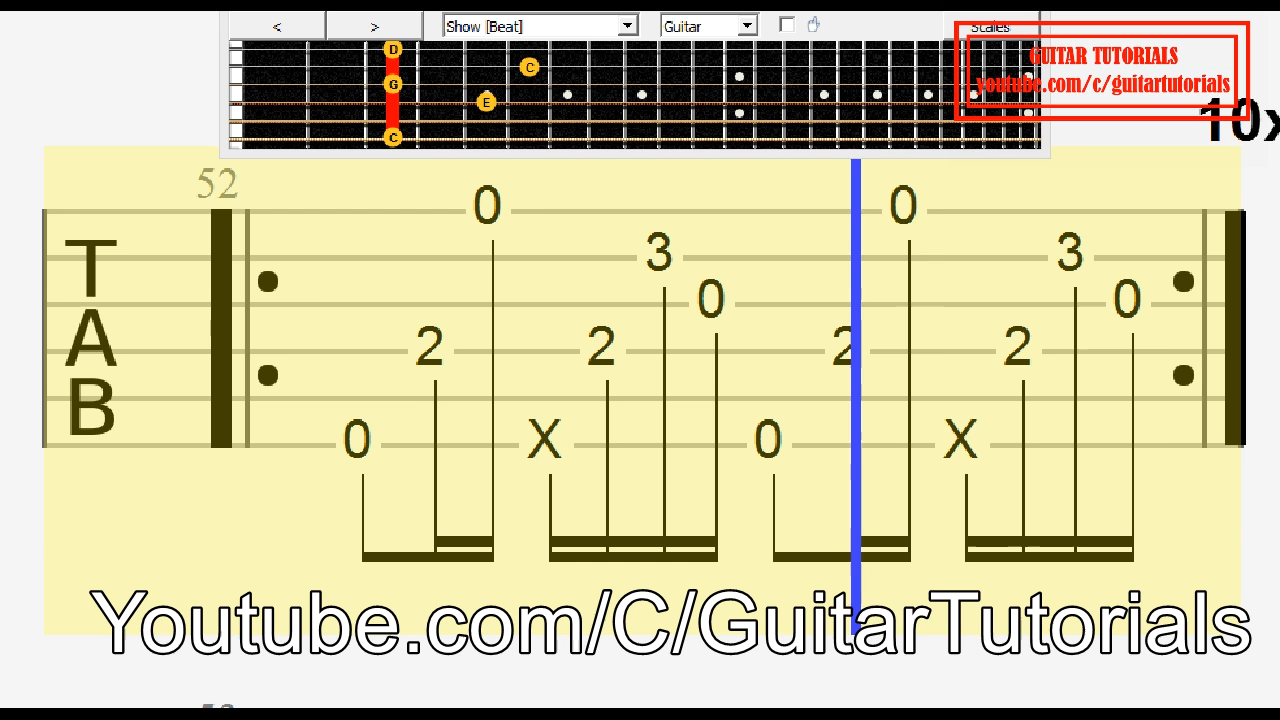 < > Show [Beat] Guitar Scales
GUITAR TUTORIALS
youtube.com/c/guitartutorials
D
C
G
E
C
10x
52
0 0
3 3
0 0
T
A 2 2 2 2
B
0 X 0 X
Youtube.com/C/GuitarTutorials